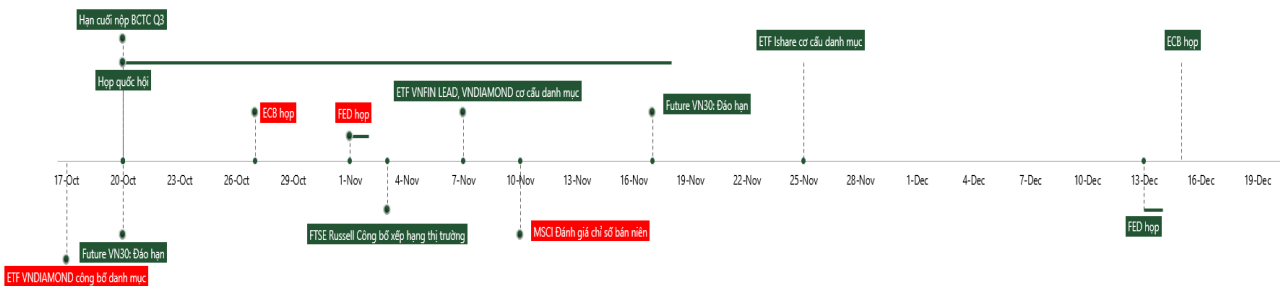 Hạn cuối nộp BCTC Q3
Họp quốc hội
ETF Ishare cơ cấu danh mục
ECB họp
ETF VNFIN LEAD, VNDIAMOND cơ cấu danh mục
Future VN30: Đáo hạn
ECB họp
FED họp
17-Oct
20-Oct
23-Oct
26-Oct
29-Oct
1-Nov
4-Nov
7-Nov
10-Nov
13-Nov
16-Nov
19-Nov
22-Nov
25-Nov
28-Nov
1-Dec
4-Dec
7-Dec
10-Dec
13-Dec
16-Dec
19-Dec
FTSE Russell Công bố xếp hạng thị trường
MSCI Đánh giá chỉ số bán niên
FED họp
Future VN30: Đáo hạn
ETF VNDIAMOND công bố danh mục